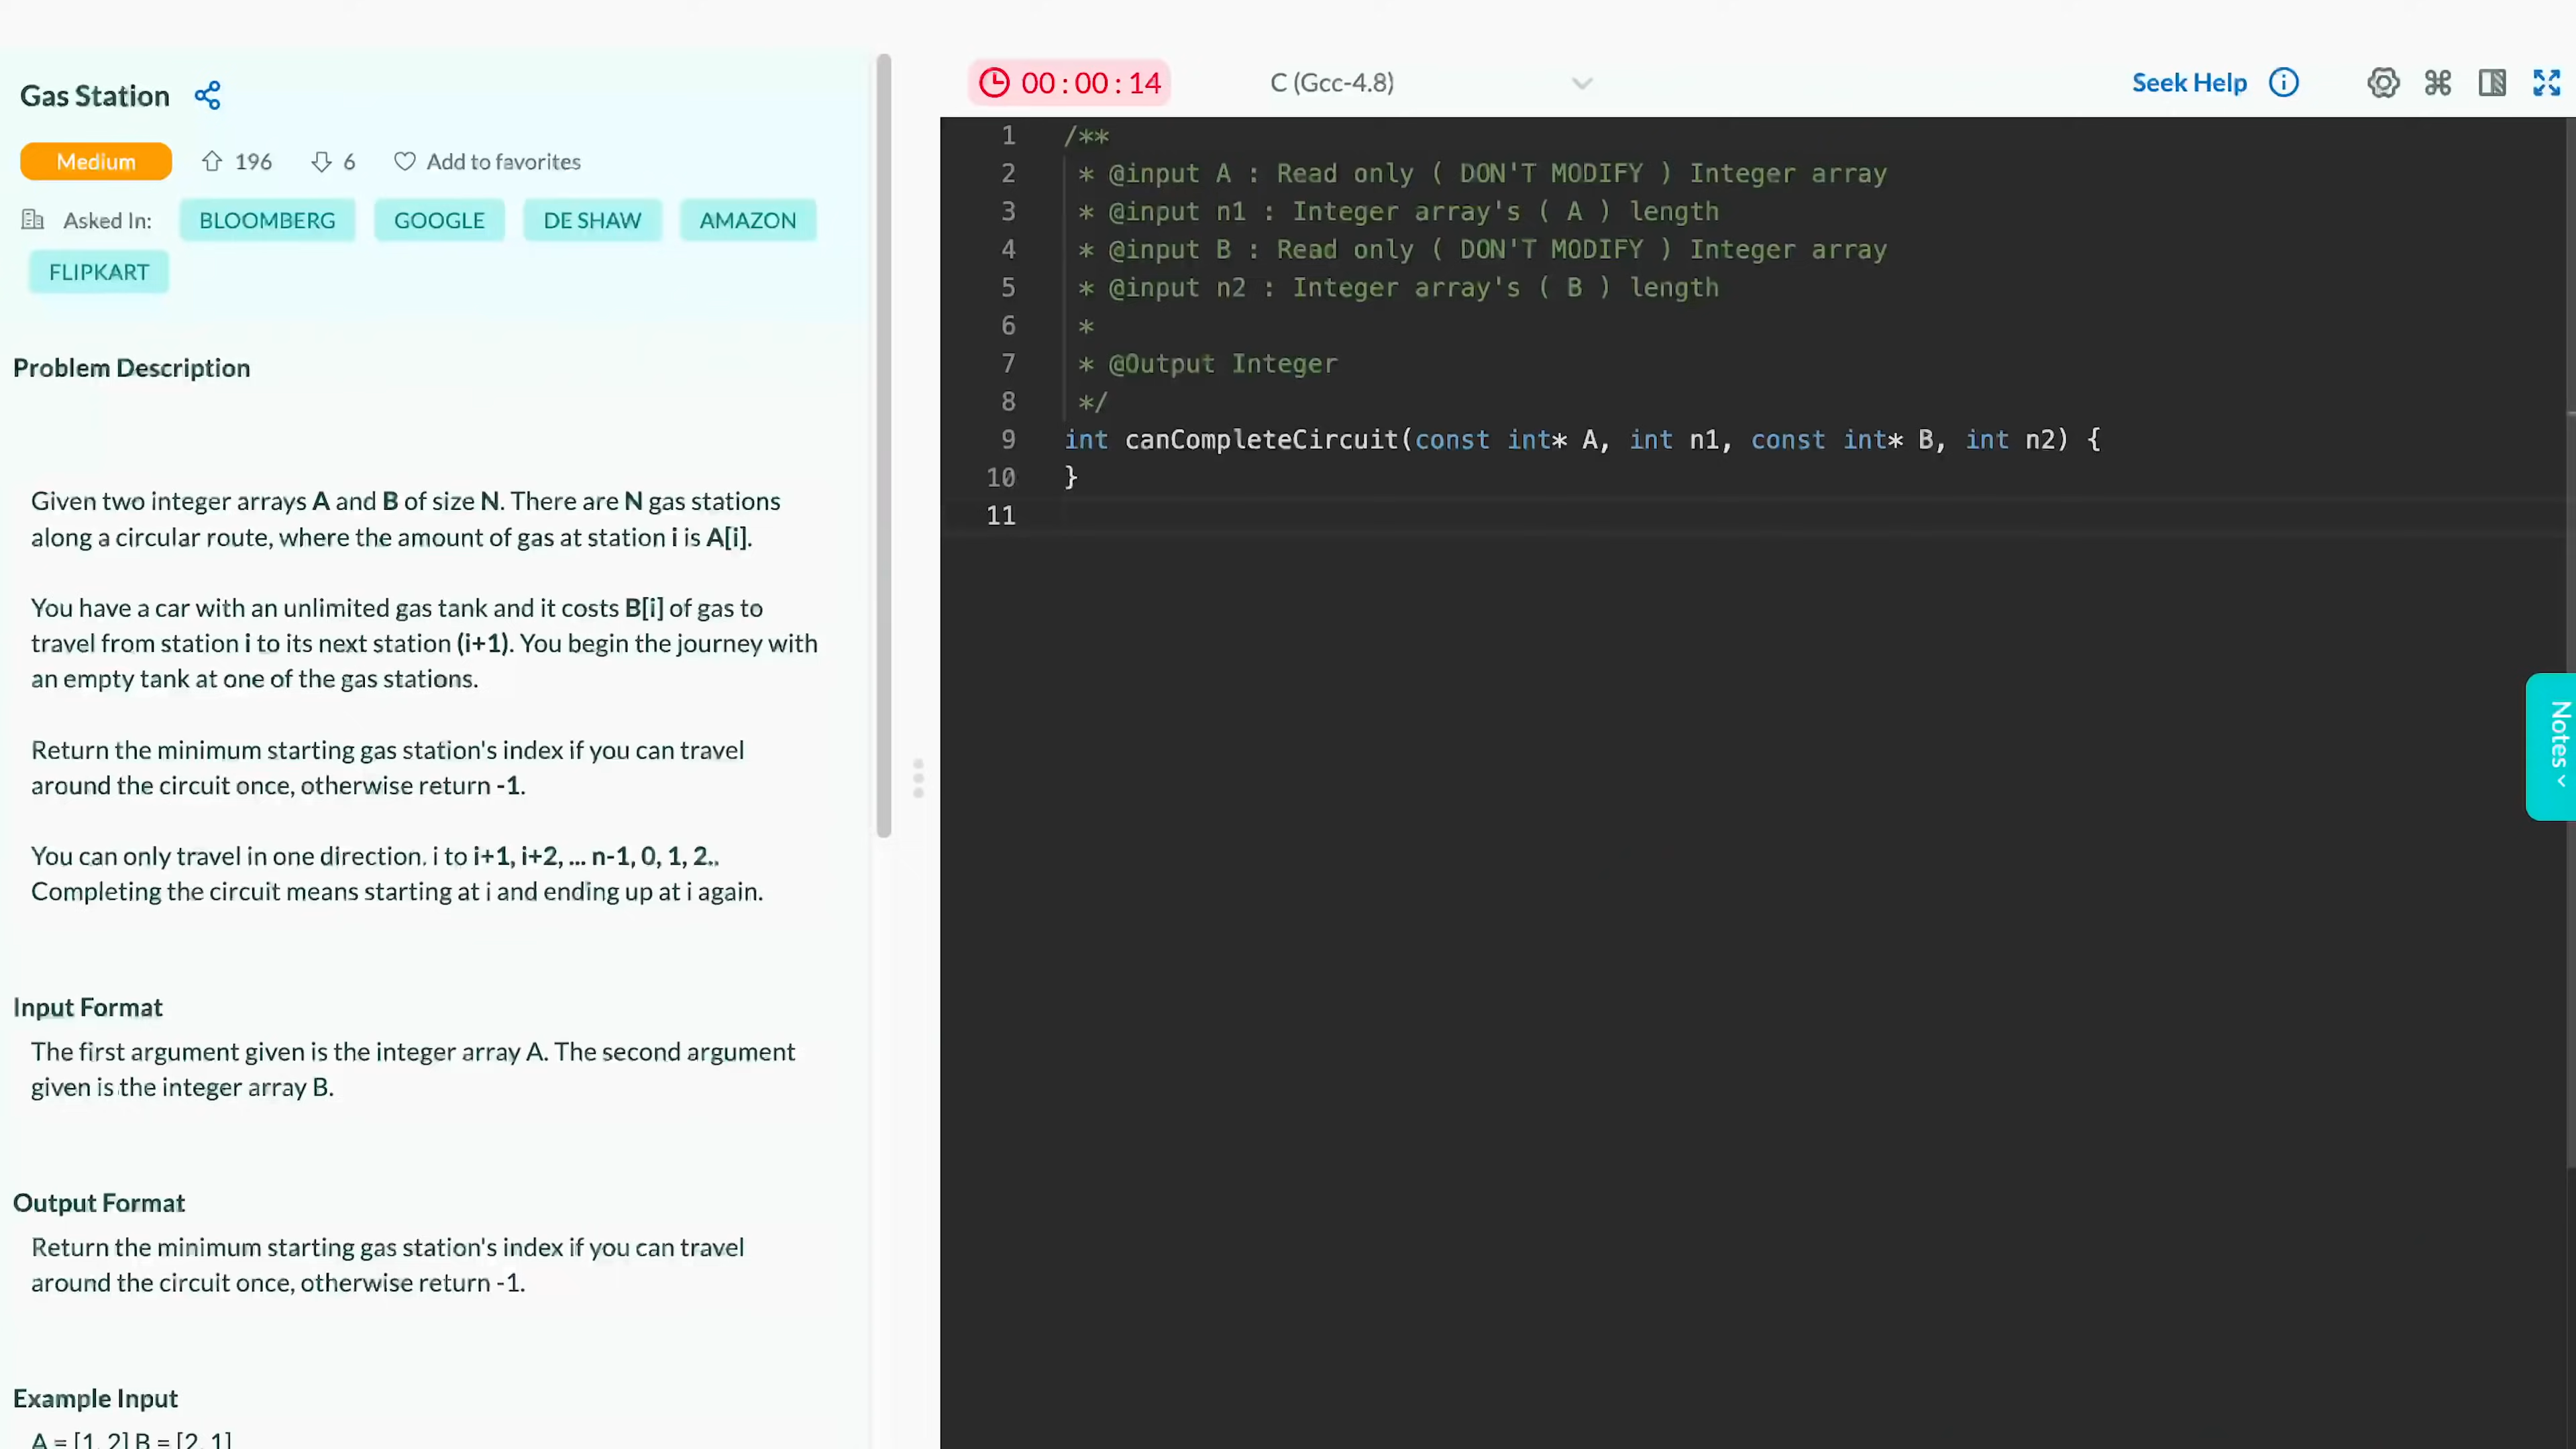 Gas Station
Medium 196 6 Add to favorites
Asked In: BLOOMBERG GOOGLE DE SHAW AMAZON
FLIPKART
Problem Description
Given two integer arrays A and B of size N. There are N gas stations
along a circular route, where the amount of gas at station i is A[i].
You have a car with an unlimited gas tank and it costs B[i] of gas to
travel from station i to its next station (i+1). You begin the journey with
an empty tank at one of the gas stations.
Return the minimum starting gas station's index if you can travel
around the circuit once, otherwise return -1.
You can only travel in one direction. i to i+1, i+2, ... n-1, 0, 1, 2..
Completing the circuit means starting at i and ending up at i again.
Input Format
The first argument given is the integer array A. The second argument
given is the integer array B.
Output Format
Return the minimum starting gas station's index if you can travel
around the circuit once, otherwise return -1.
Example Input
A = [1, 2] B = [2, 1]
00:00:14 C (Gcc-4.8) Seek Help
1 /**
2 * @input A : Read only ( DON'T MODIFY ) Integer array
3 * @input n1 : Integer array's ( A ) length
4 * @input B : Read only ( DON'T MODIFY ) Integer array
5 * @input n2 : Integer array's ( B ) length
6 *
7 * @Output Integer
8 */
9 int canCompleteCircuit(const int* A, int n1, const int* B, int n2) {
10 }
11
Notes